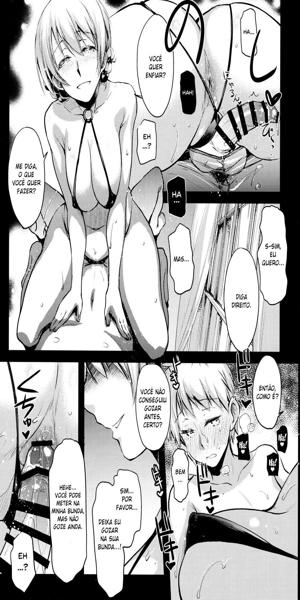 HA...
VOCÊ
QUER
ENFIAR?
HAH!
EH
...?
HA
...
ME DIGA,
O QUE
VOCÊ QUER
FAZER?
S-SIM,
EU
QUERO...
MAS...
DIGA
DIREITO.
ENTÃO,
COMO É?
VOCÊ NÃO
CONSEGUIU
GOZAR
ANTES,
CERTO?
BEM
...
SIM...
POR
FAVOR...
DEIXA EU
GOZAR
NA SUA
BUNDA...!
HEHE...
VOCÊ PODE
METER NA
MINHA BUNDA,
MAS NÃO
GOZE AINDA.
EH
...?